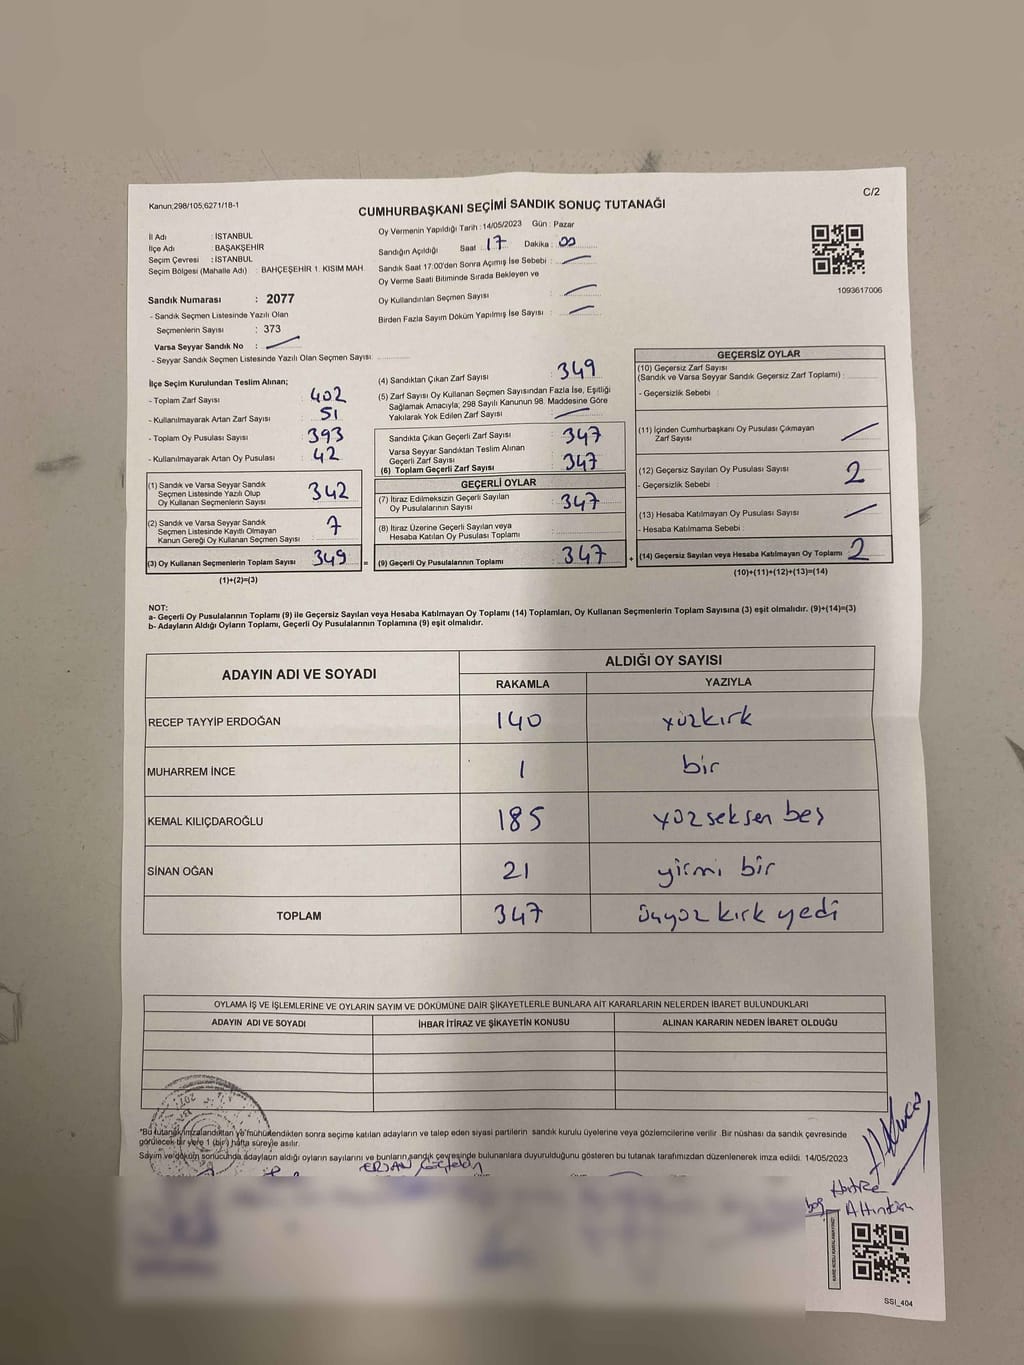 Kanun;298/105,6271/18-1
C/2
CUMHURBAŞKANI SEÇİMİ SANDIK SONUÇ TUTANAĞI
İl Adı : İSTANBUL
İlçe Adı : BAŞAKŞEHİR
Seçim Çevresi : İSTANBUL
Seçim Bölgesi (Mahalle Adı) : BAHÇEŞEHİR 1. KISIM MAH
Sandık Numarası : 2077
- Sandık Seçmen Listesinde Yazılı Olan
Seçmenlerin Sayısı : 373
Varsa Seyyar Sandık No :
- Seyyar Sandık Seçmen Listesinde Yazılı Olan Seçmen Sayısı:
Oy Vermenin Yapıldığı Tarih : 14/05/2023 Gün : Pazar
Sandığın Açıldığı Saat 17 Dakika : 00
Sandık Saat 17:00'den Sonra Açımış İse Sebebi :
Oy Verme Saati Bitiminde Sırada Bekleyen ve
Oy Kullandırılan Seçmen Sayısı :
Birden Fazla Sayım Döküm Yapılmış İse Sayısı :
1093617006
İlçe Seçim Kurulundan Teslim Alınan;
- Toplam Zarf Sayısı : 402
- Kullanılmayarak Artan Zarf Sayısı : 51
- Toplam Oy Pusulası Sayısı : 393
- Kullanılmayarak Artan Oy Pusulası : 42
(1) Sandık ve Varsa Seyyar Sandık
Seçmen Listesinde Yazılı Olup
Oy Kullanan Seçmenlerin Sayısı 342
(2) Sandık ve Varsa Seyyar Sandık
Seçmen Listesinde Kayıtlı Olmayan
Kanun Gereği Oy Kullanan Seçmen Sayısı : 7
(3) Oy Kullanan Seçmenlerin Toplam Sayısı 349 =
(1)+(2)=(3)
(4) Sandıktan Çıkan Zarf Sayısı : 349
(5) Zarf Sayısı Oy Kullanan Seçmen Sayısından Fazla İse, Eşitliği
Sağlamak Amacıyla; 298 Sayılı Kanunun 98. Maddesine Göre
Yakılarak Yok Edilen Zarf Sayısı :
Sandıkta Çıkan Geçerli Zarf Sayısı : 347
Varsa Seyyar Sandıktan Teslim Alınan
Geçerli Zarf Sayısı :
(6) Toplam Geçerli Zarf Sayısı : 347
GEÇERLİ OYLAR
(7) İtiraz Edilmeksizin Geçerli Sayılan
Oy Pusulalarının Sayısı : 347
(8) İtiraz Üzerine Geçerli Sayılan veya
Hesaba Katılan Oy Pusulası Toplamı :
(9) Geçerli Oy Pusulalarının Toplamı : 347 +
GEÇERSİZ OYLAR
(10) Geçersiz Zarf Sayısı
(Sandık ve Varsa Seyyar Sandık Geçersiz Zarf Toplamı) :
- Geçersizlik Sebebi :
(11) İçinden Cumhurbaşkanı Oy Pusulası Çıkmayan
Zarf Sayısı :
(12) Geçersiz Sayılan Oy Pusulası Sayısı : 2
- Geçersizlik Sebebi :
(13) Hesaba Katılmayan Oy Pusulası Sayısı :
- Hesaba Katılmama Sebebi :
(14) Geçersiz Sayılan veya Hesaba Katılmayan Oy Toplamı : 2
(10)+(11)+(12)+(13)=(14)
NOT:
a- Geçerli Oy Pusulalarının Toplamı (9) ile Geçersiz Sayılan veya Hesaba Katılmayan Oy Toplamı (14) Toplamları, Oy Kullanan Seçmenlerin Toplam Sayısına (3) eşit olmalıdır. (9)+(14)=(3)
b- Adayların Aldığı Oyların Toplamı, Geçerli Oy Pusulalarının Toplamına (9) eşit olmalıdır.
ADAYIN ADI VE SOYADI ALDIĞI OY SAYISI
RAKAMLA YAZIYLA
RECEP TAYYİP ERDOĞAN 140 yüzkırk
MUHARREM İNCE 1 bir
KEMAL KILIÇDAROĞLU 185 yüzseksen beş
SİNAN OĞAN 21 yirmi bir
TOPLAM 347 üçyüz kırk yedi
OYLAMA İŞ VE İŞLEMLERİNE VE OYLARIN SAYIM VE DÖKÜMÜNE DAİR ŞİKAYETLERLE BUNLARA AİT KARARLARIN NELERDEN İBARET BULUNDUKLARI
ADAYIN ADI VE SOYADI İHBAR İTİRAZ VE ŞİKAYETİN KONUSU ALINAN KARARIN NEDEN İBARET OLDUĞU
2077
*Bu tutanak imzalandıktan ve mühürlendikten sonra seçime katılan adayların ve talep eden siyasi partilerin sandık kurulu üyelerine veya gözlemcilerine verilir .Bir nüshası da sandık çevresinde
görülecek bir yere 1 (bir) hafta süreyle asılır.
Sayım ve döküm sonucunda adayların aldığı oyların sayılarını ve bunların sandık çevresinde bulunanlara duyurulduğunu gösteren bu tutanak tarafımızdan düzenlenerek imza edildi. 14/05/2023
Hatice
SSI_404